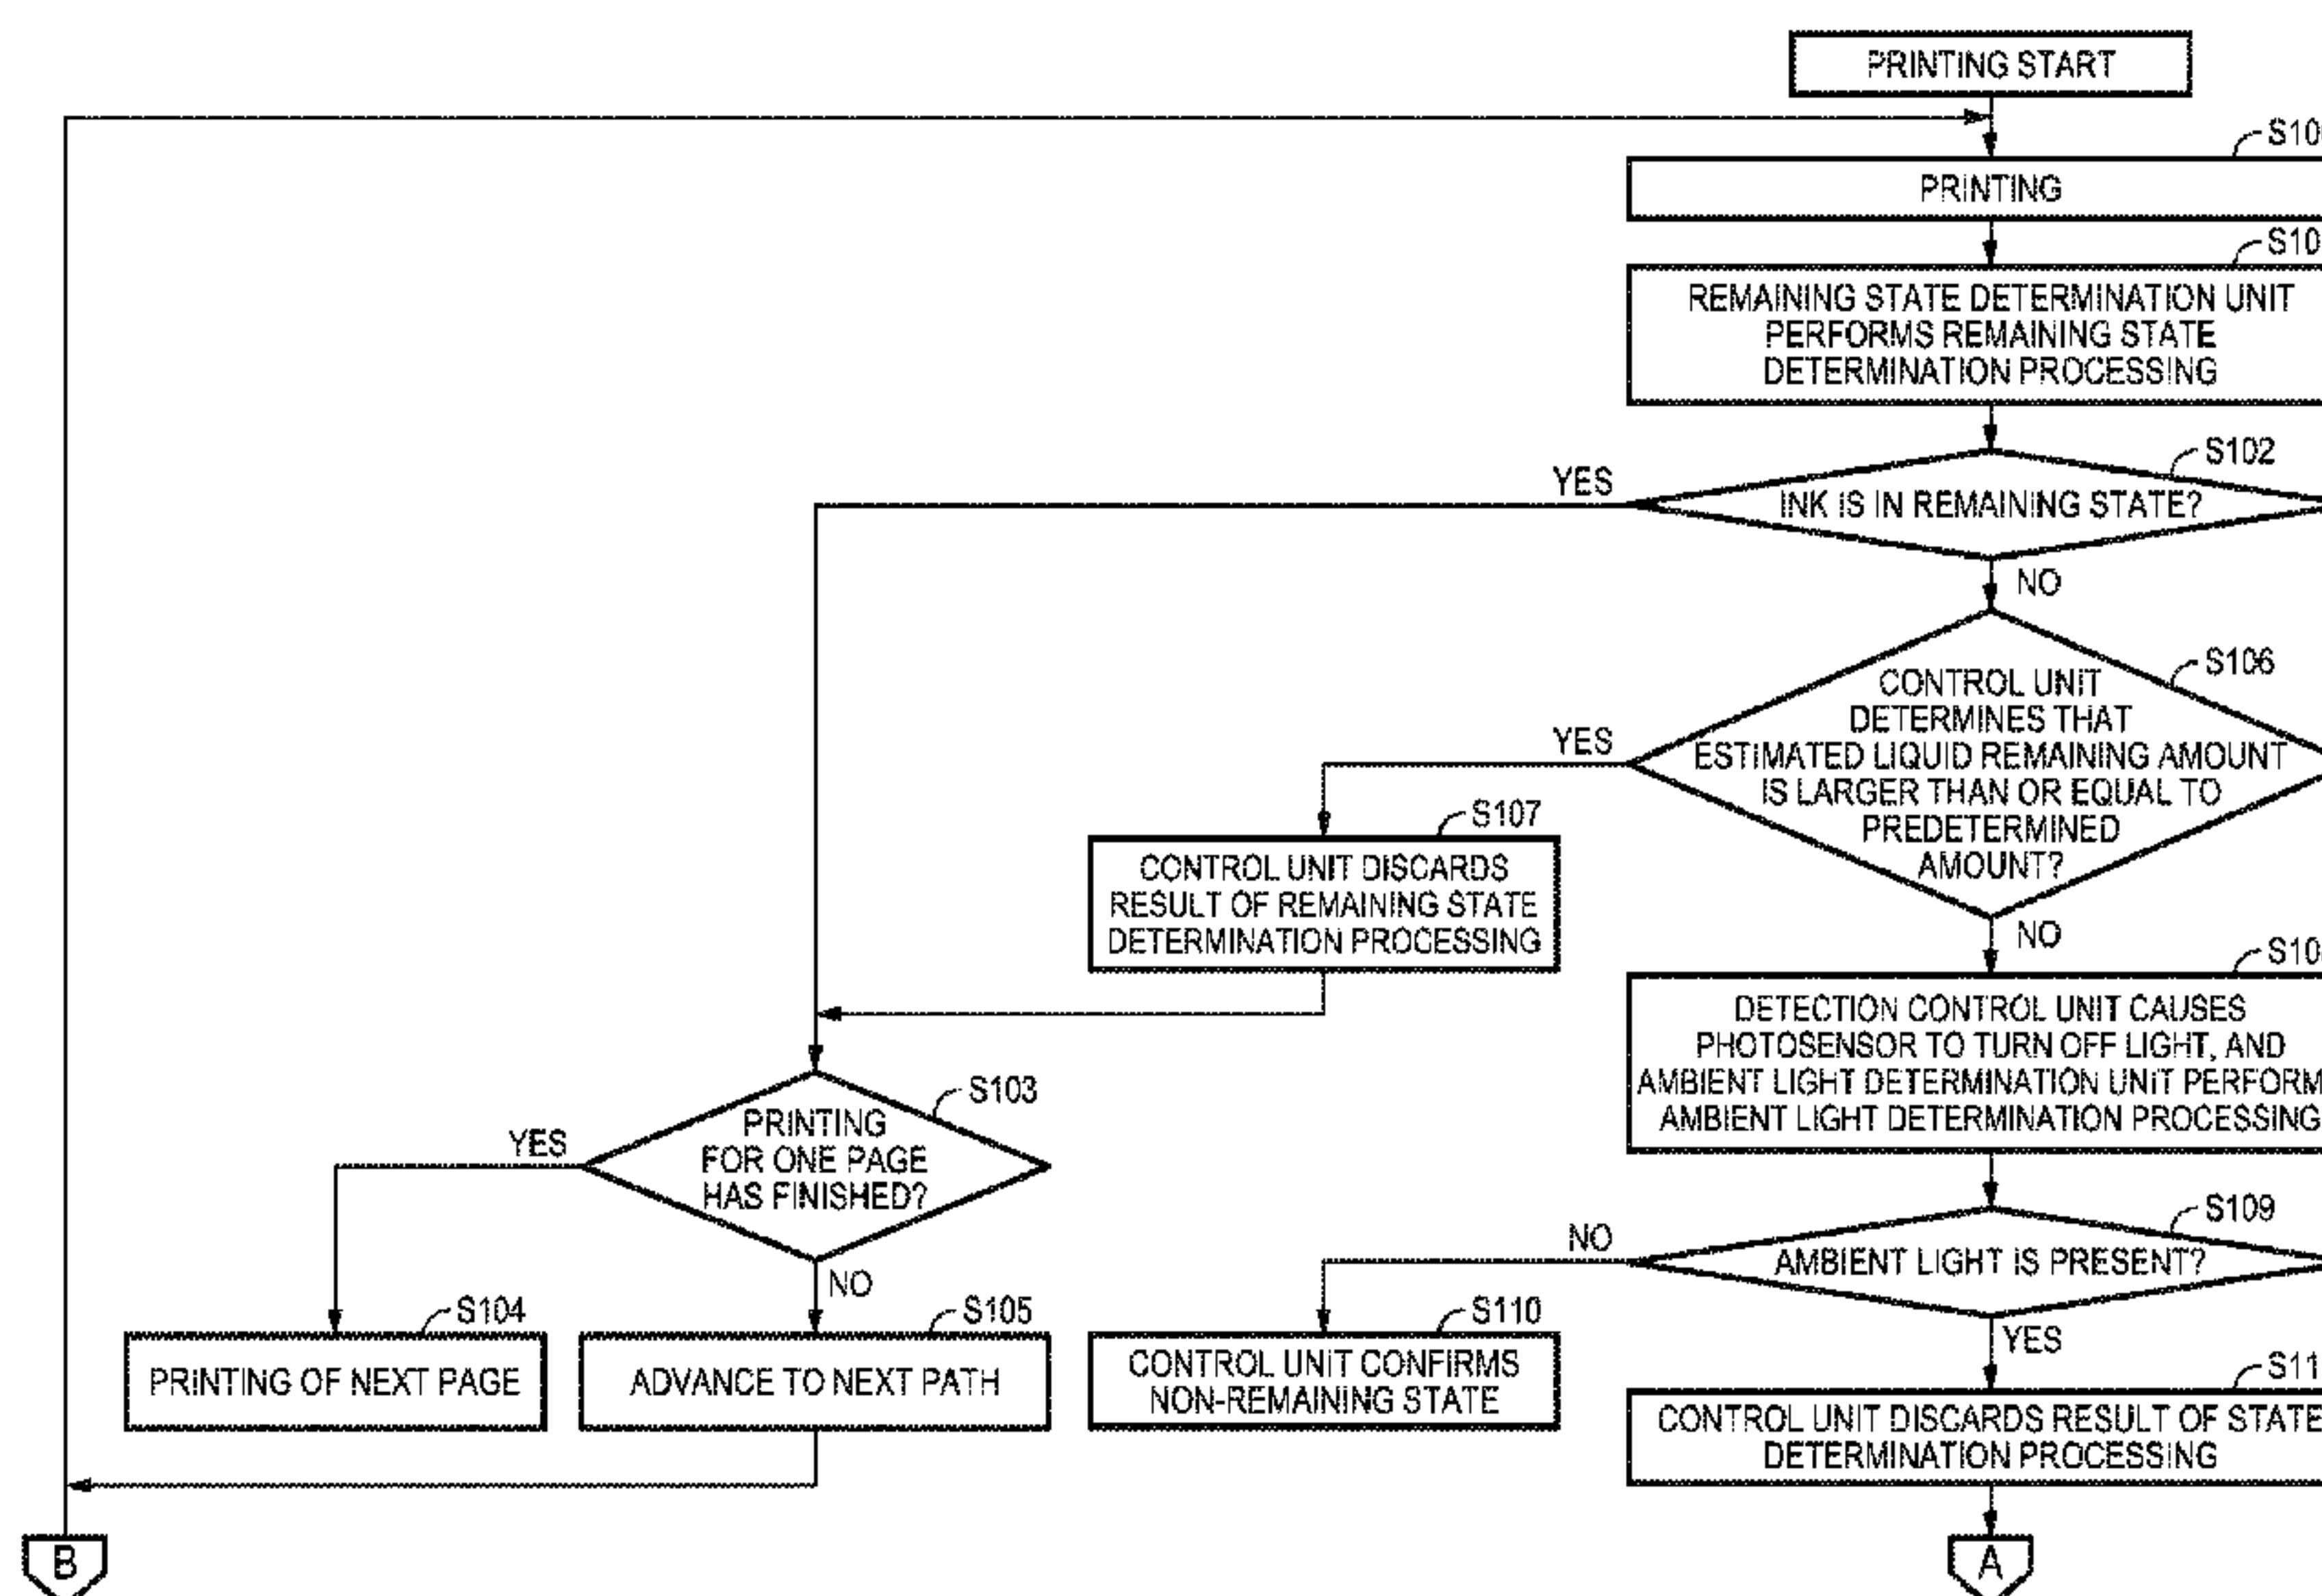 PRINTING START
S10
PRINTING
S10
REMAINING STATE DETERMINATION UNIT
PERFORMS REMAINING STATE
DETERMINATION PROCESSING
S102
INK IS IN REMAINING STATE?
YES
NO
S106
CONTROL UNIT
DETERMINES THAT
ESTIMATED LIQUID REMAINING AMOUNT
IS LARGER THAN OR EQUAL TO
PREDETERMINED
AMOUNT?
YES
NO
S107
CONTROL UNIT DISCARDS
RESULT OF REMAINING STATE
DETERMINATION PROCESSING
S10
DETECTION CONTROL UNIT CAUSES
PHOTOSENSOR TO TURN OFF LIGHT, AND
AMBIENT LIGHT DETERMINATION UNIT PERFORM
AMBIENT LIGHT DETERMINATION PROCESSING
S103
PRINTING
FOR ONE PAGE
HAS FINISHED?
YES
NO
S109
AMBIENT LIGHT IS PRESENT?
NO
YES
S104
PRINTING OF NEXT PAGE
S105
ADVANCE TO NEXT PATH
S110
CONTROL UNIT CONFIRMS
NON-REMAINING STATE
S11
CONTROL UNIT DISCARDS RESULT OF STATE
DETERMINATION PROCESSING
B
A